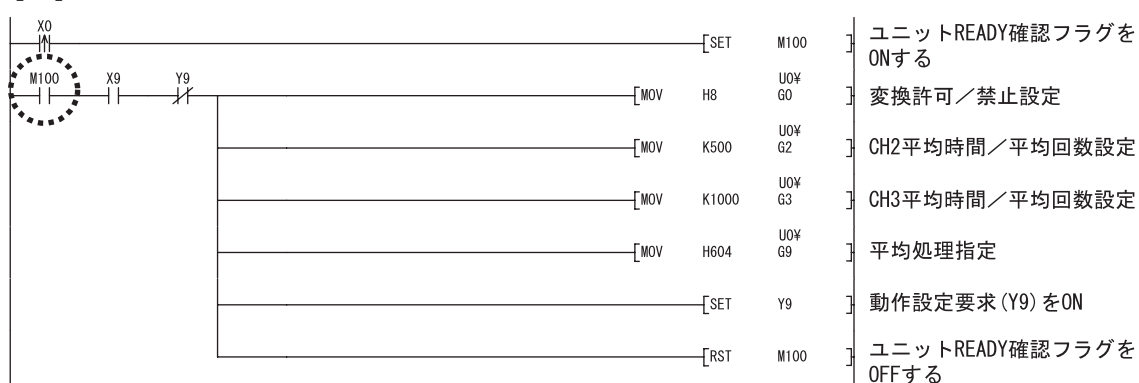 X0
[SET M100 ] ユニットREADY確認フラグを
ONする
M100 X9 Y9 U0¥
[MOV H8 G0 ] 変換許可／禁止設定
U0¥
[MOV K500 G2 ] CH2平均時間／平均回数設定
U0¥
[MOV K1000 G3 ] CH3平均時間／平均回数設定
U0¥
[MOV H604 G9 ] 平均処理指定
[SET Y9 ] 動作設定要求(Y9)をON
[RST M100 ] ユニットREADY確認フラグを
OFFする